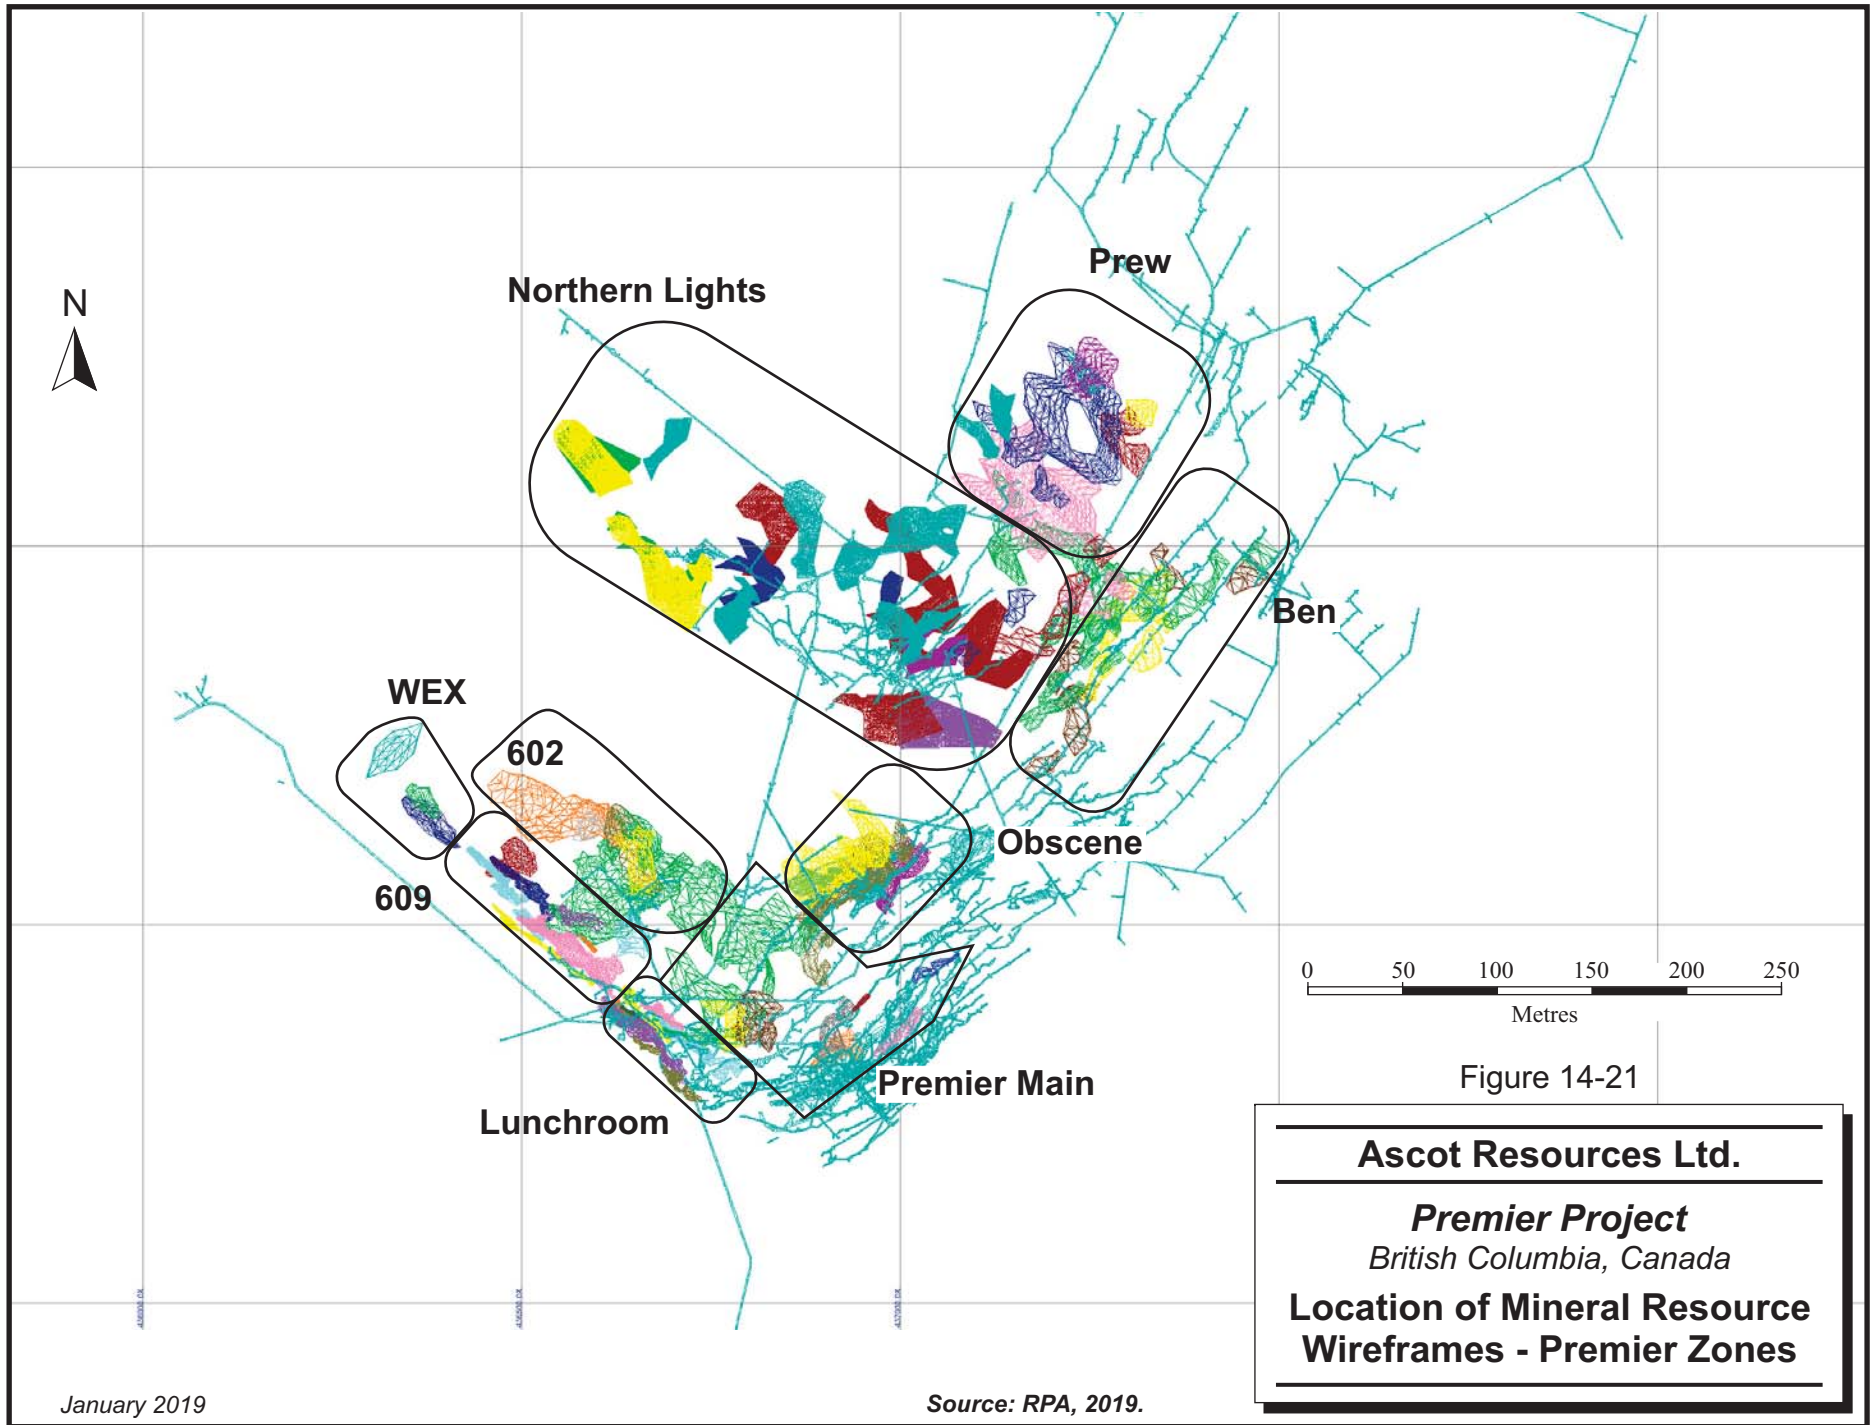 Prew
Northern Lights
N
Ben
WEX
602
Obscene
609
0 50 100 150 200 250
Metres
Figure 14-21
Premier Main
Lunchroom
Ascot Resources Ltd.
Premier Project
British Columbia, Canada
Location of Mineral Resource
Wireframes - Premier Zones
January 2019
Source: RPA, 2019.